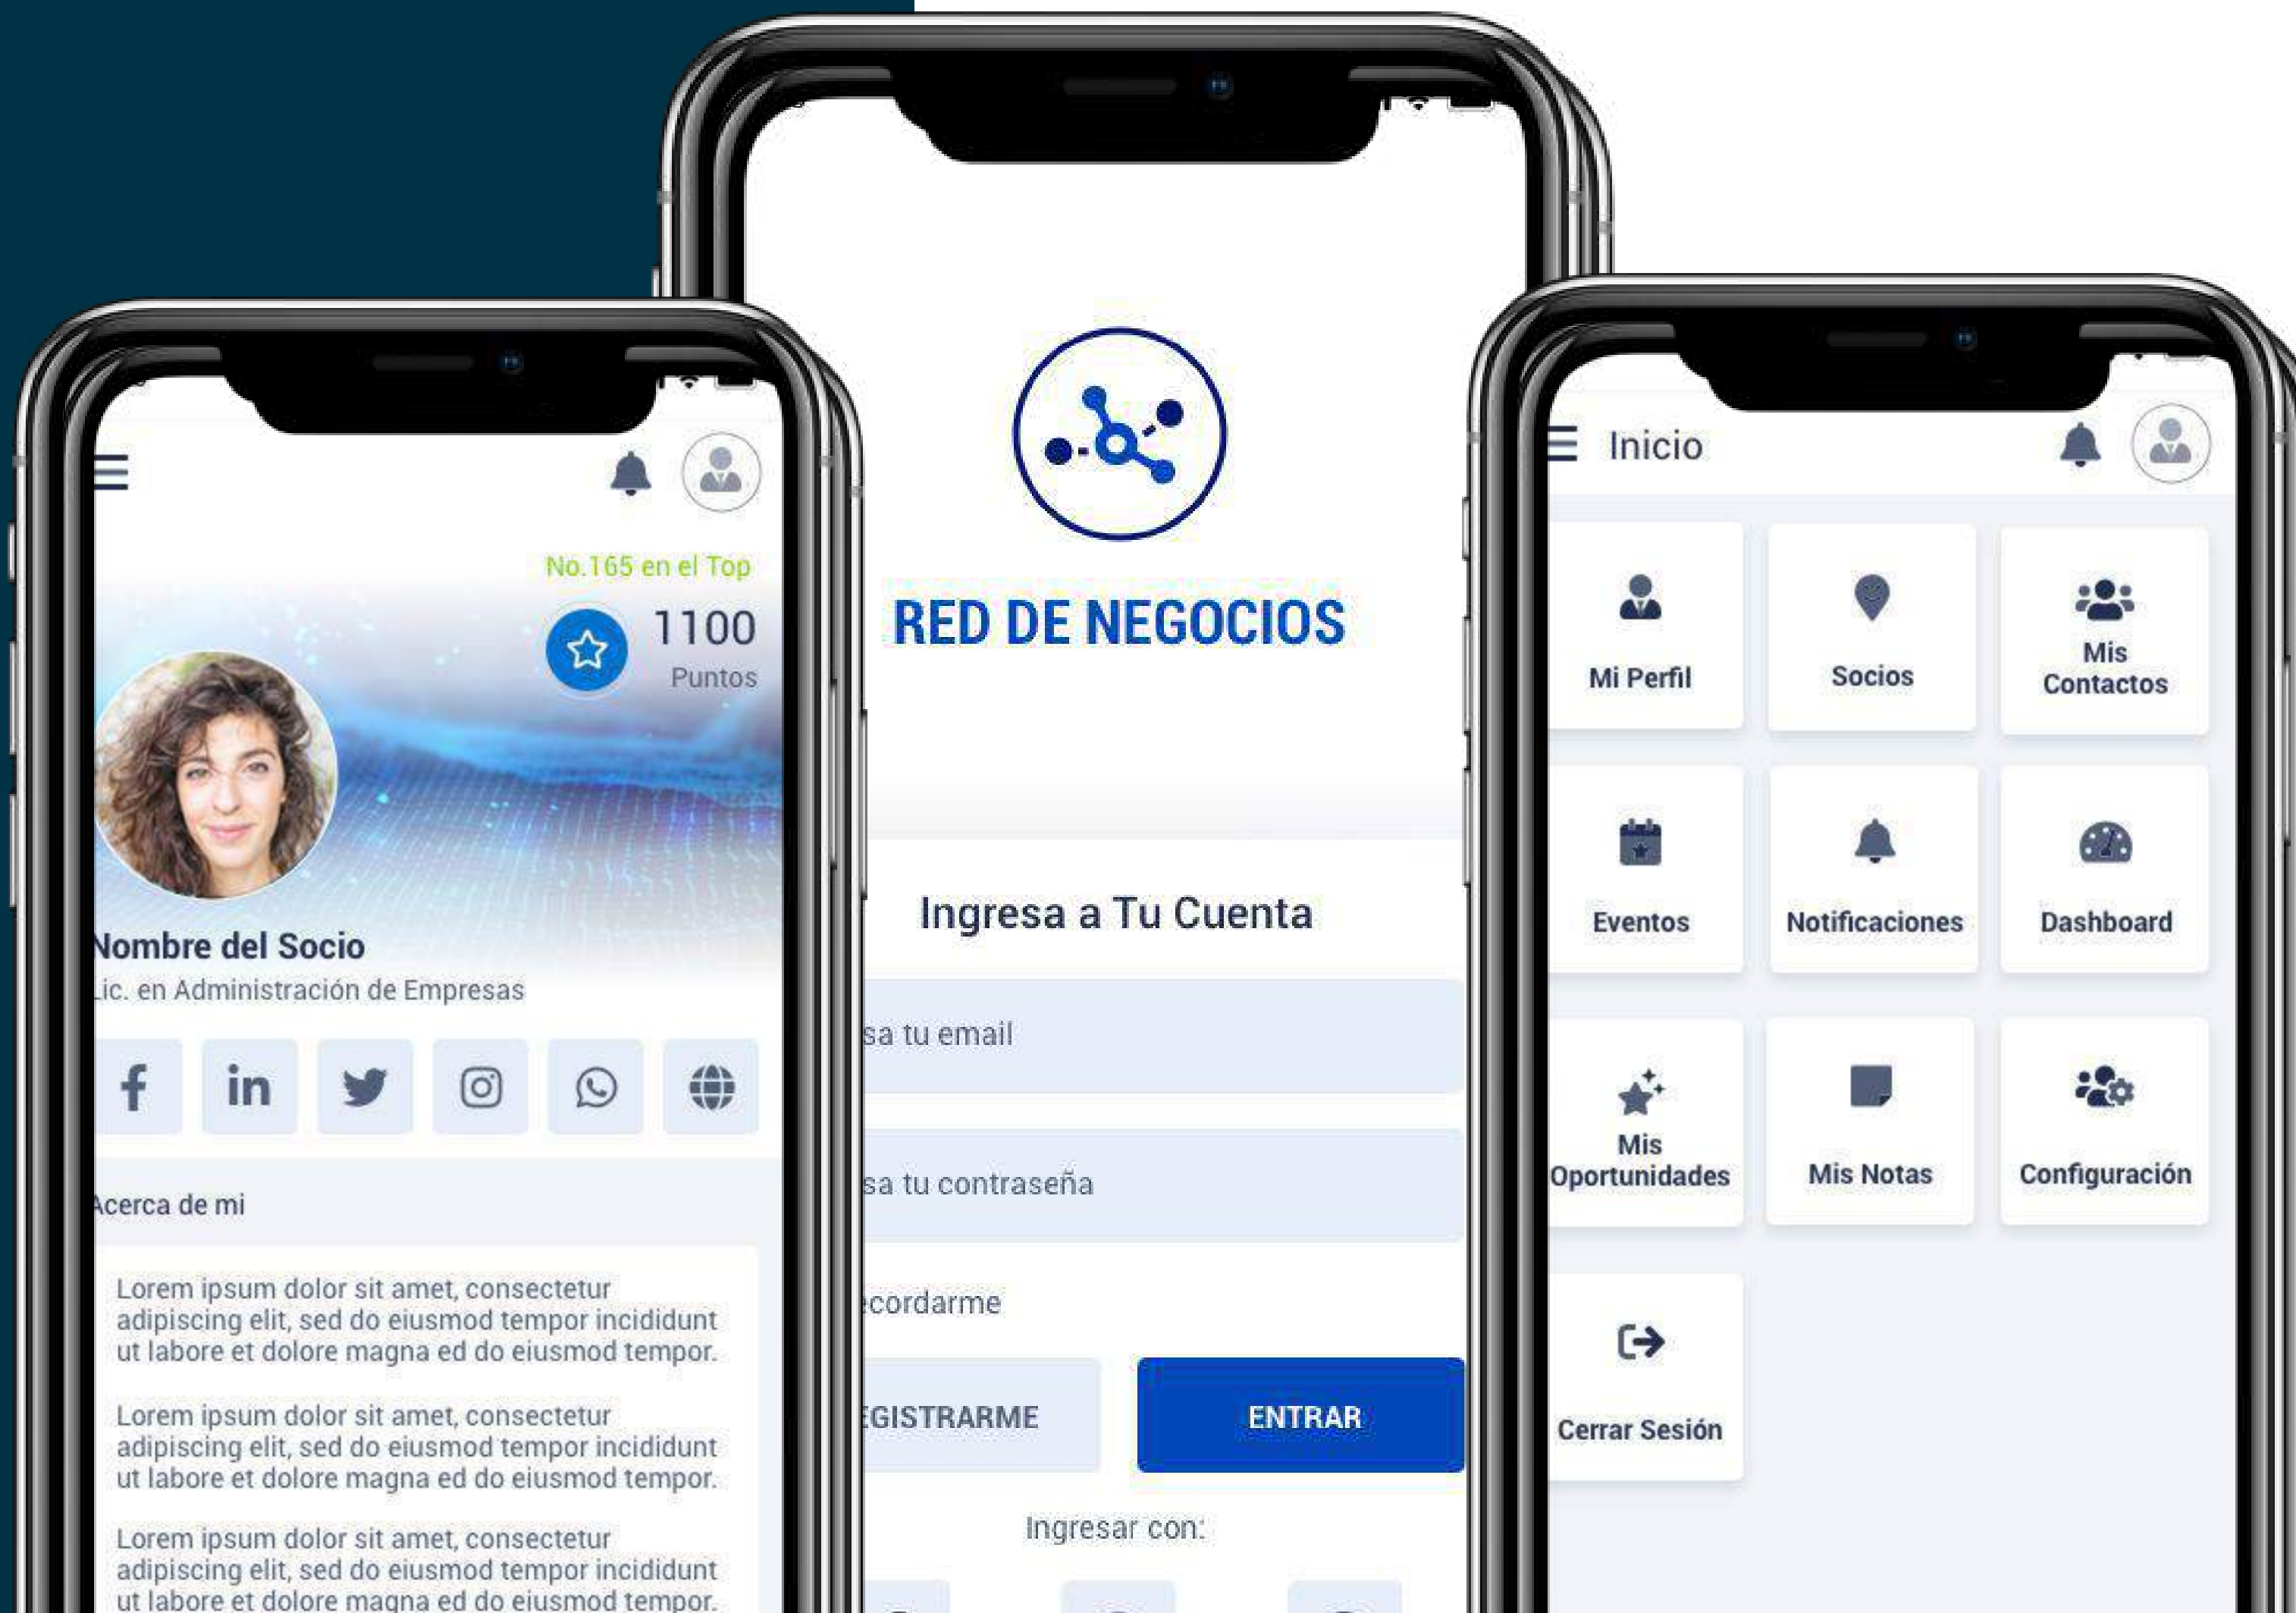 No.165 en el Top
1100
Puntos
Nombre del Socio
Lic. en Administración de Empresas
Acerca de mi
Lorem ipsum dolor sit amet, consectetur
adipiscing elit, sed do eiusmod tempor incididunt
ut labore et dolore magna ed do eiusmod tempor.
Lorem ipsum dolor sit amet, consectetur
adipiscing elit, sed do eiusmod tempor incididunt
ut labore et dolore magna ed do eiusmod tempor.
Lorem ipsum dolor sit amet, consectetur
adipiscing elit, sed do eiusmod tempor incididunt
ut labore et dolore magna ed do eiusmod tempor.
RED DE NEGOCIOS
Ingresa a Tu Cuenta
sa tu email
sa tu contraseña
ecordarme
EGISTRARME
ENTRAR
Ingresar con:
Inicio
Mi Perfil
Socios
Mis
Contactos
Eventos
Notificaciones
Dashboard
Mis
Oportunidades
Mis Notas
Configuración
Cerrar Sesión